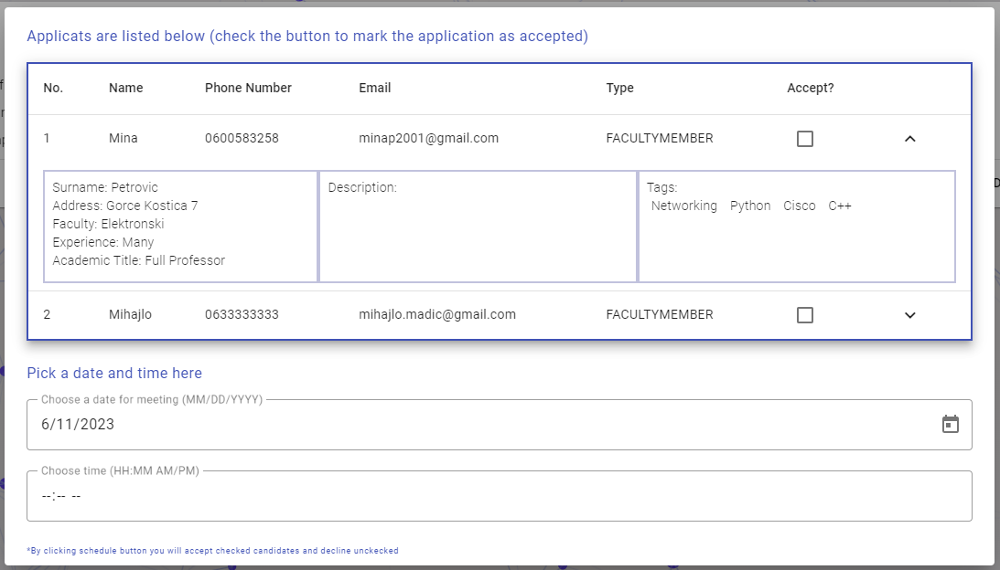 Applicats are listed below (check the button to mark the application as accepted)
No. Name Phone Number Email Type Accept?
1 Mina 0600583258 minap2001@gmail.com FACULTYMEMBER
Surname: Petrovic
Address: Gorce Kostica 7
Faculty: Elektronski
Experience: Many
Academic Title: Full Professor
Description:
Tags:
Networking Python Cisco C++
2 Mihajlo 0633333333 mihajlo.madic@gmail.com FACULTYMEMBER
Pick a date and time here
Choose a date for meeting (MM/DD/YYYY)
6/11/2023
Choose time (HH:MM AM/PM)
--:-- --
*By clicking schedule button you will accept checked candidates and decline unckecked